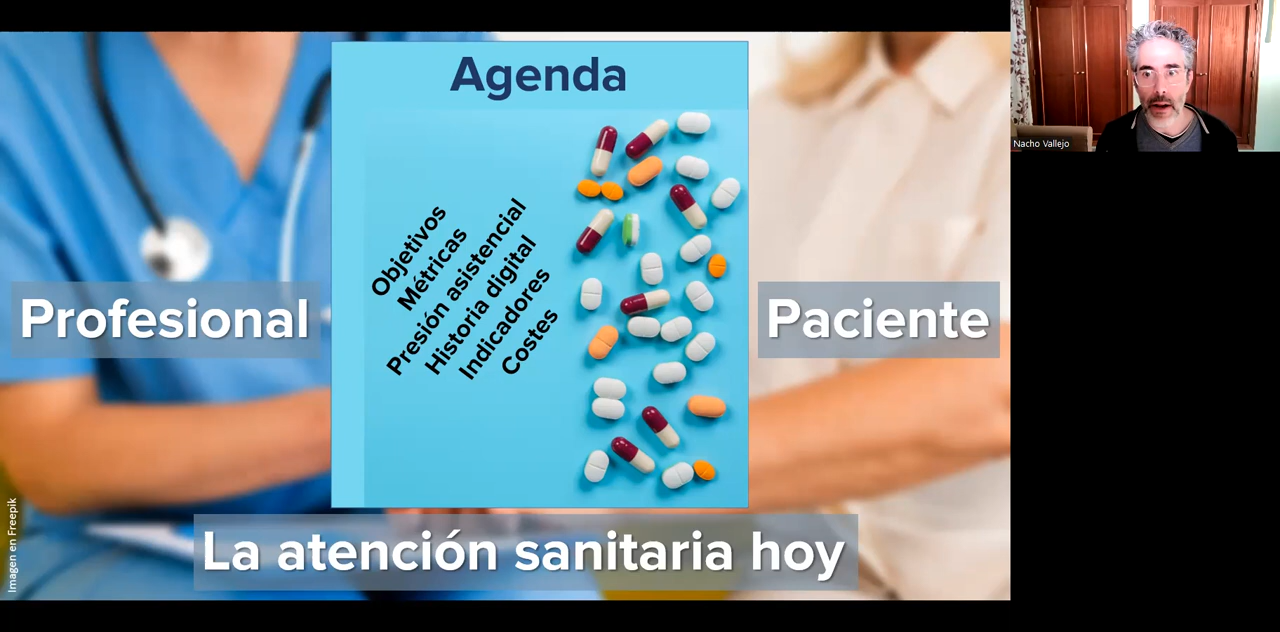 Agenda
Objetivos
Métricas
Presión asistencial
Historia digital
Indicadores
Costes
Profesional
Paciente
La atención sanitaria hoy
Imagen en Freepik
Nacho Vallejo